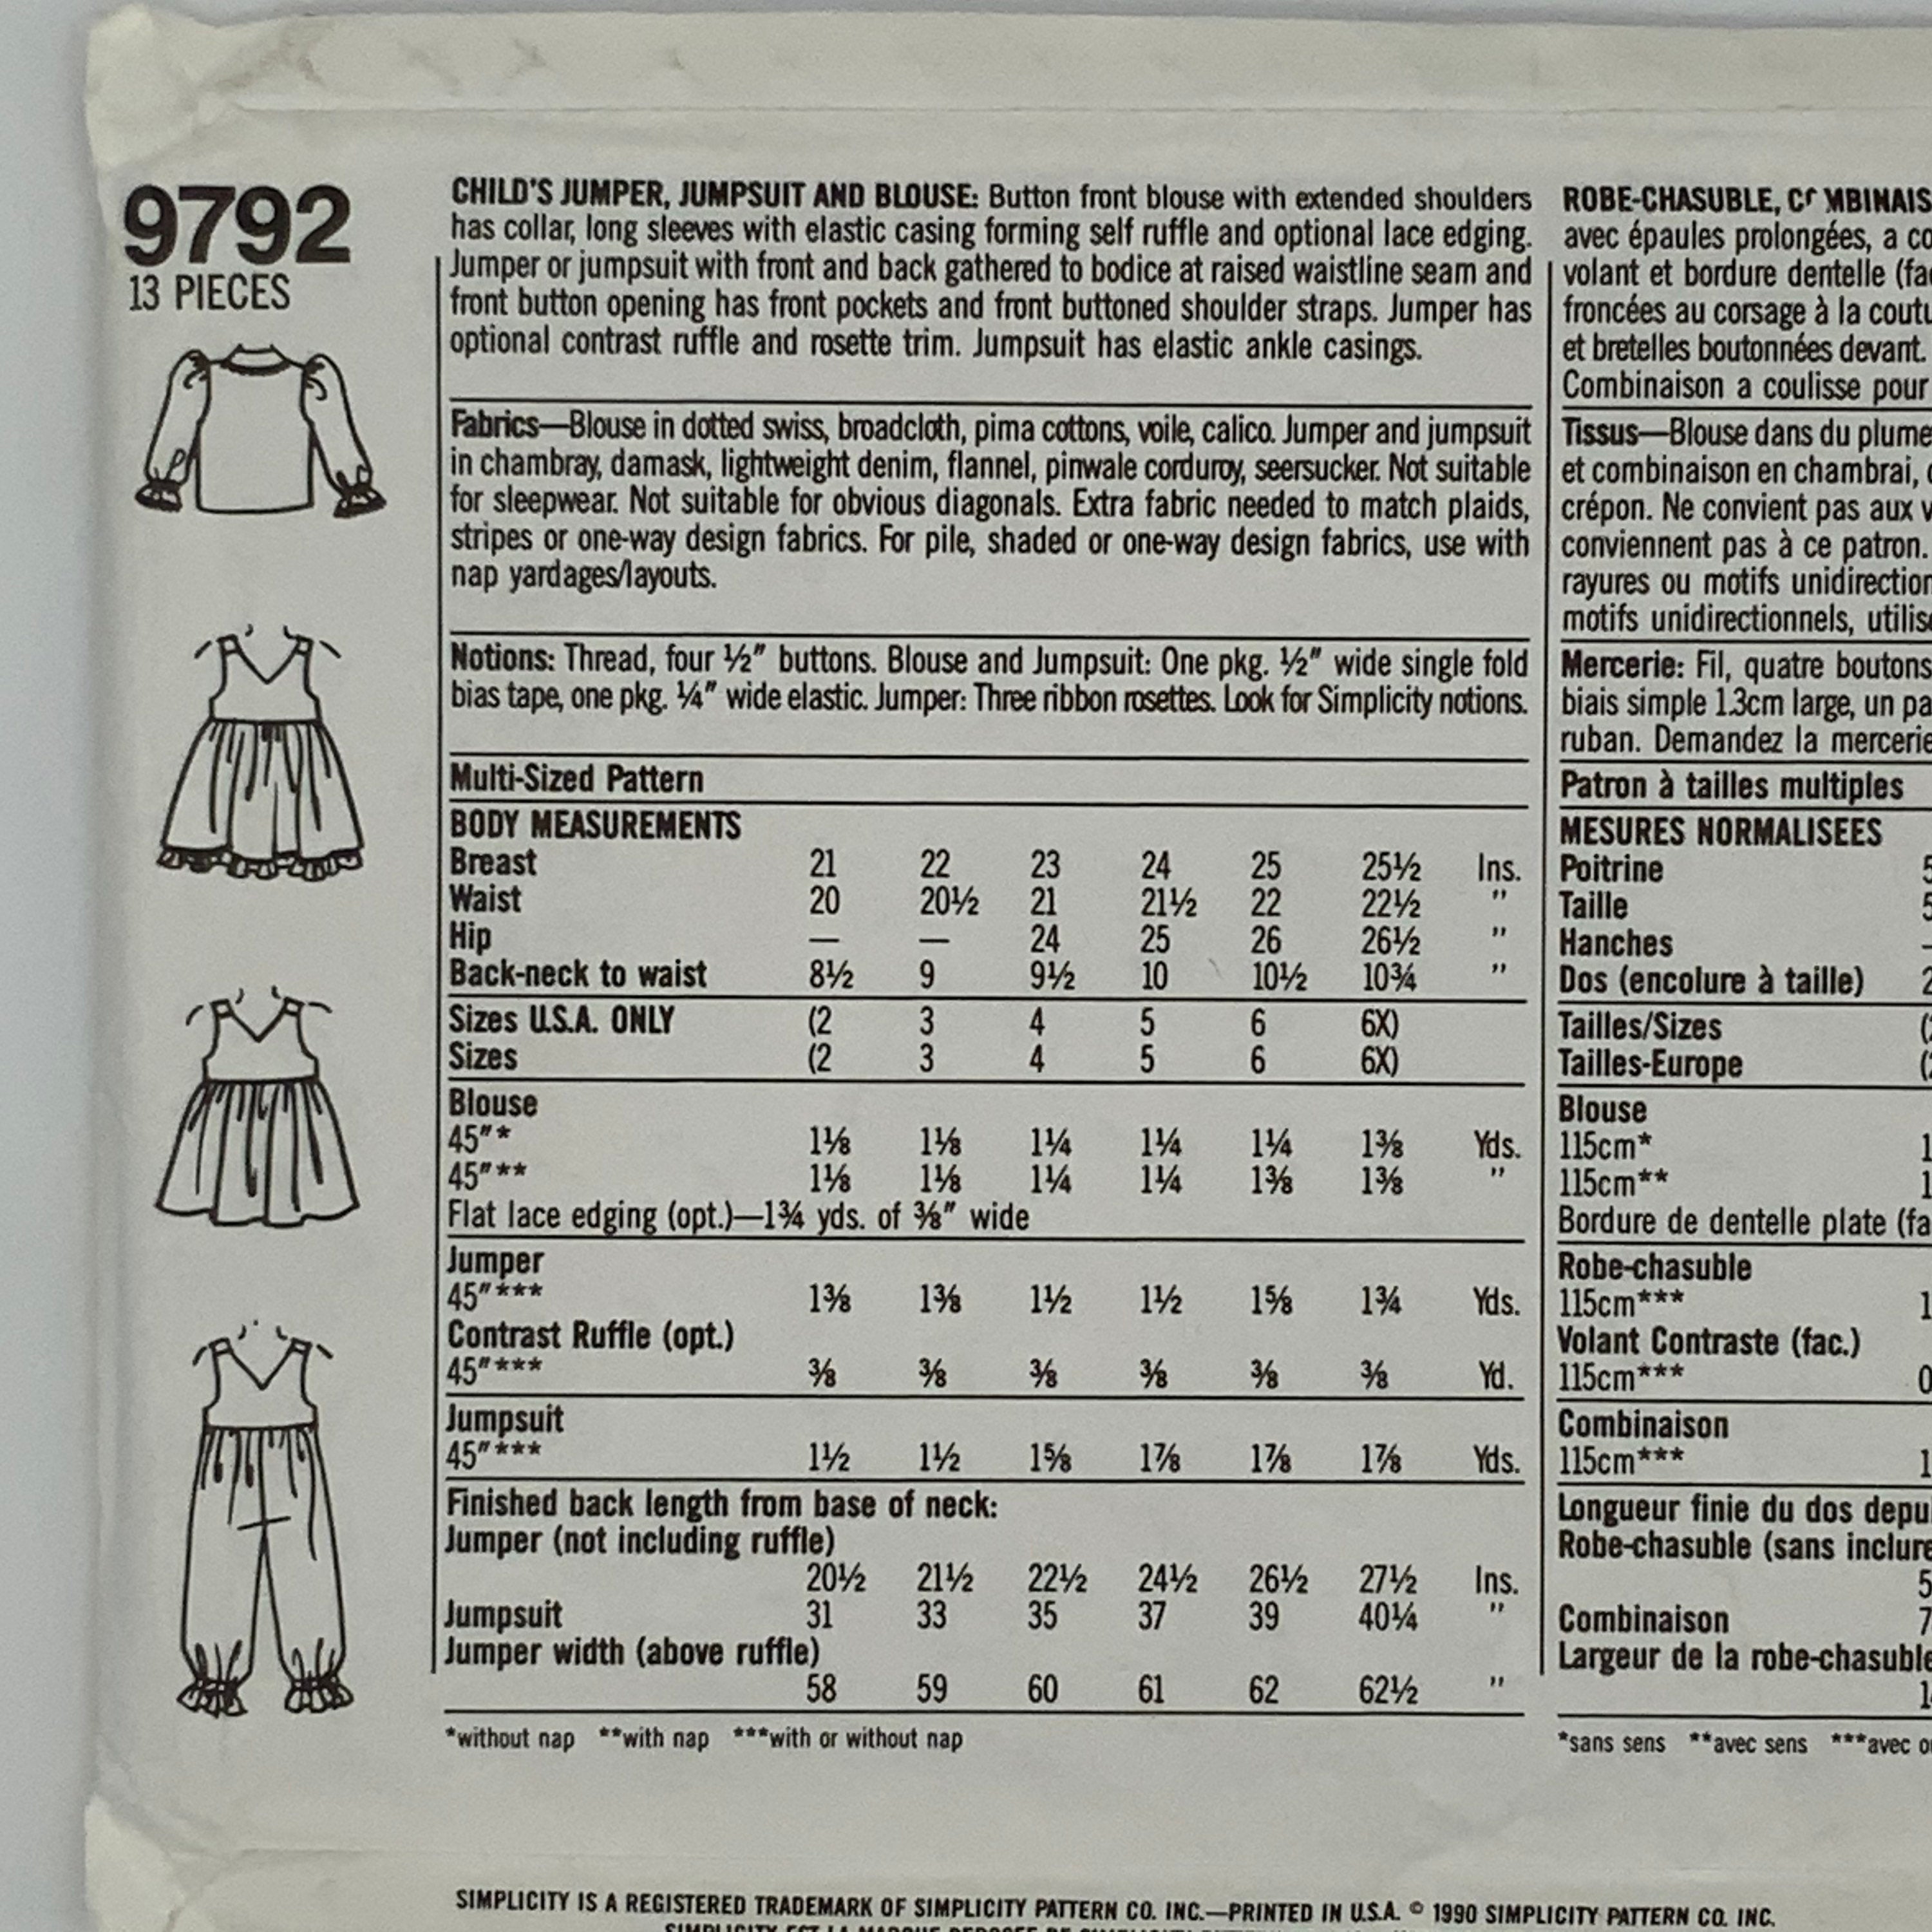 9792
13 PIECES
CHILD'S JUMPER, JUMPSUIT AND BLOUSE: Button front blouse with extended shoulders
has collar, long sleeves with elastic casing forming self ruffle and optional lace edging.
Jumper or jumpsuit with front and back gathered to bodice at raised waistline seam and
front button opening has front pockets and front buttoned shoulder straps. Jumper has
optional contrast ruffle and rosette trim. Jumpsuit has elastic ankle casings.
Fabrics—Blouse in dotted swiss, broadcloth, pima cottons, voile, calico. Jumper and jumpsuit
in chambray, damask, lightweight denim, flannel, pinwale corduroy, seersucker. Not suitable
for sleepwear. Not suitable for obvious diagonals. Extra fabric needed to match plaids,
stripes or one-way design fabrics. For pile, shaded or one-way design fabrics, use with
nap yardages/layouts.
Notions: Thread, four ½″ buttons. Blouse and Jumpsuit: One pkg. ½″ wide single fold
bias tape, one pkg. ¼″ wide elastic. Jumper: Three ribbon rosettes. Look for Simplicity notions.
Multi-Sized Pattern
BODY MEASUREMENTS
Breast 21 22 23 24 25 25½ Ins.
Waist 20 20½ 21 21½ 22 22½ ″
Hip — — 24 25 26 26½ ″
Back-neck to waist 8½ 9 9½ 10 10½ 10¾ ″
Sizes U.S.A. ONLY (2 3 4 5 6 6X)
Sizes (2 3 4 5 6 6X)
Blouse
45″* 1⅛ 1⅛ 1¼ 1¼ 1¼ 1⅜ Yds.
45″** 1⅛ 1⅛ 1¼ 1¼ 1⅜ 1⅜ ″
Flat lace edging (opt.)—1¾ yds. of ⅜″ wide
Jumper
45″*** 1⅜ 1⅜ 1½ 1½ 1⅝ 1¾ Yds.
Contrast Ruffle (opt.)
45″*** ⅜ ⅜ ⅜ ⅜ ⅜ ⅜ Yd.
Jumpsuit
45″*** 1½ 1½ 1⅝ 1⅞ 1⅞ 1⅞ Yds.
Finished back length from base of neck:
Jumper (not including ruffle)
20½ 21½ 22½ 24½ 26½ 27½ Ins.
Jumpsuit 31 33 35 37 39 40¼ ″
Jumper width (above ruffle)
58 59 60 61 62 62½ ″
*without nap **with nap ***with or without nap
ROBE-CHASUBLE,
avec épaules prolongées, a
volant et bordure dentelle
froncées au corsage à la
et bretelles boutonnées devant.
Combinaison a coulisse pour
Tissus—Blouse dans du
et combinaison en chambrai,
crépon. Ne convient pas aux
conviennent pas à ce patron.
rayures ou motifs
motifs unidirectionnels,
Mercerie: Fil, quatre boutons
biais simple 1.3cm large, un
ruban. Demandez la mercerie
Patron à tailles multiples
MESURES NORMALISEES
Poitrine
Taille
Hanches
Dos (encolure à taille)
Tailles/Sizes
Tailles-Europe
Blouse
115cm*
115cm**
Bordure de dentelle plate
Robe-chasuble
115cm***
Volant Contraste (fac.)
115cm***
Combinaison
115cm***
Longueur finie du dos
Robe-chasuble (sans
Combinaison
Largeur de la
*sans sens **avec sens ***avec
SIMPLICITY IS A REGISTERED TRADEMARK OF SIMPLICITY PATTERN CO. INC.—PRINTED IN U.S.A. © 1990 SIMPLICITY PATTERN CO. INC.